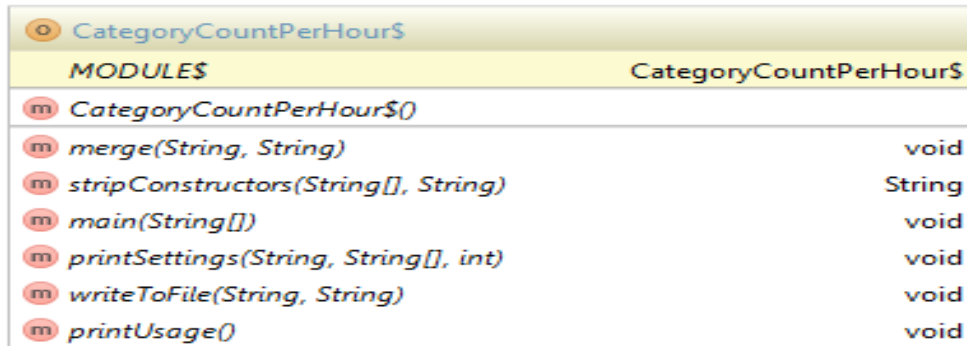 CategoryCountPerHour$
MODULE$ CategoryCountPerHour$
m CategoryCountPerHour$()
m merge(String, String) void
m stripConstructors(String[], String) String
m main(String[]) void
m printSettings(String, String[], int) void
m writeToFile(String, String) void
m printUsage() void